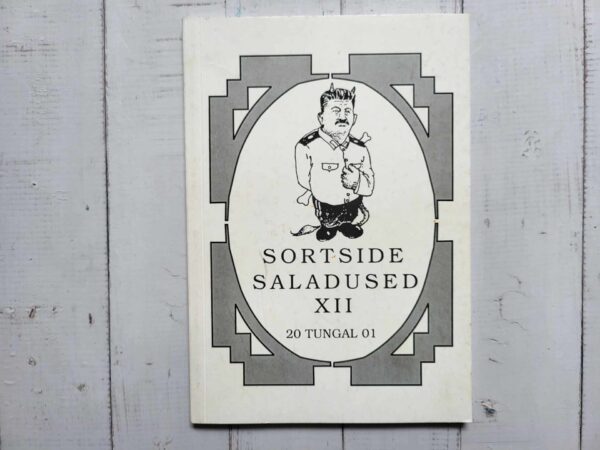 SORTSIDE
SALADUSED
XII
20 TUNGAL 01